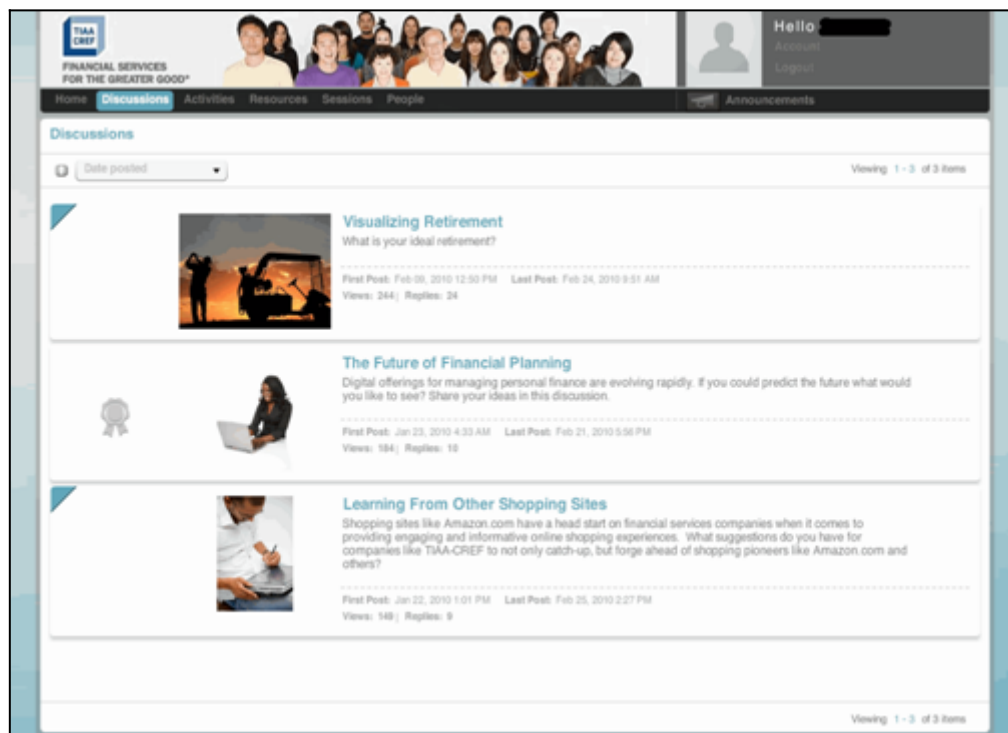 TIAA
CREF
FINANCIAL SERVICES
FOR THE GREATER GOOD®
Hello
Account
Logout
Home Discussions Activities Resources Sessions People
Announcements
Discussions
Date posted
Viewing 1 - 3 of 3 items
Visualizing Retirement
What is your ideal retirement?
First Post: Feb 09, 2010 12:50 PM Last Post: Feb 24, 2010 9:51 AM
Views: 244 | Replies: 24
The Future of Financial Planning
Digital offerings for managing personal finance are evolving rapidly. If you could predict the future what would
you like to see? Share your ideas in this discussion.
First Post: Jan 23, 2010 4:33 AM Last Post: Feb 21, 2010 5:56 PM
Views: 184 | Replies: 10
Learning From Other Shopping Sites
Shopping sites like Amazon.com have a head start on financial services companies when it comes to
providing engaging and informative online shopping experiences. What suggestions do you have for
companies like TIAA-CREF to not only catch-up, but forge ahead of shopping pioneers like Amazon.com and
others?
First Post: Jan 22, 2010 1:01 PM Last Post: Feb 25, 2010 2:27 PM
Views: 149 | Replies: 9
Viewing 1 - 3 of 3 items